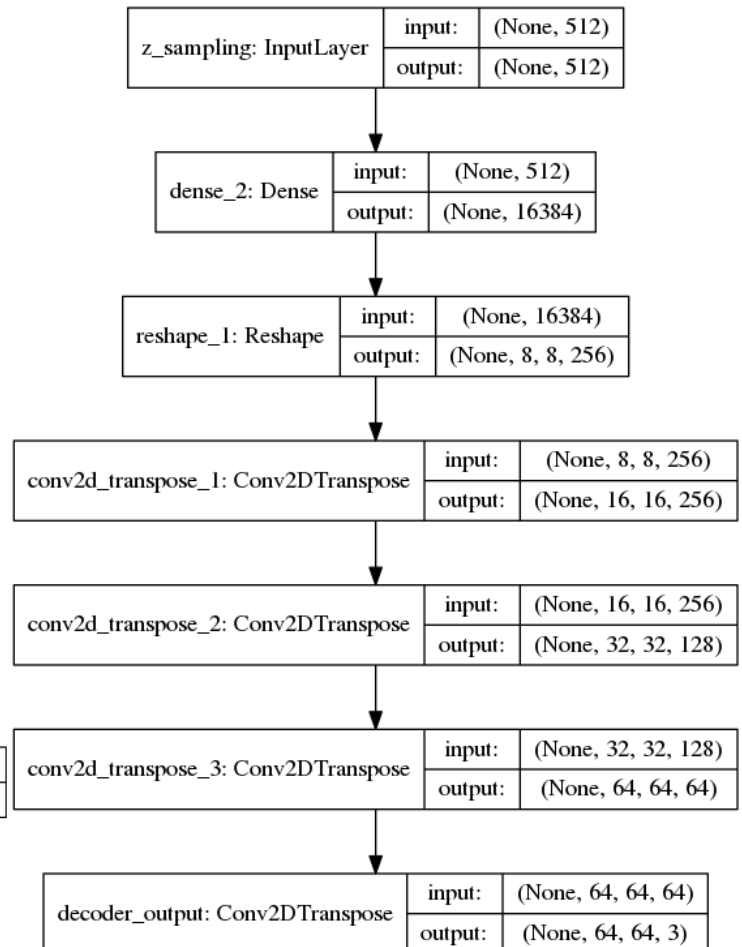 z_sampling: InputLayer
input: (None, 512)
output: (None, 512)
dense_2: Dense
input: (None, 512)
output: (None, 16384)
reshape_1: Reshape
input: (None, 16384)
output: (None, 8, 8, 256)
conv2d_transpose_1: Conv2DTranspose
input: (None, 8, 8, 256)
output: (None, 16, 16, 256)
conv2d_transpose_2: Conv2DTranspose
input: (None, 16, 16, 256)
output: (None, 32, 32, 128)
conv2d_transpose_3: Conv2DTranspose
input: (None, 32, 32, 128)
output: (None, 64, 64, 64)
decoder_output: Conv2DTranspose
input: (None, 64, 64, 64)
output: (None, 64, 64, 3)